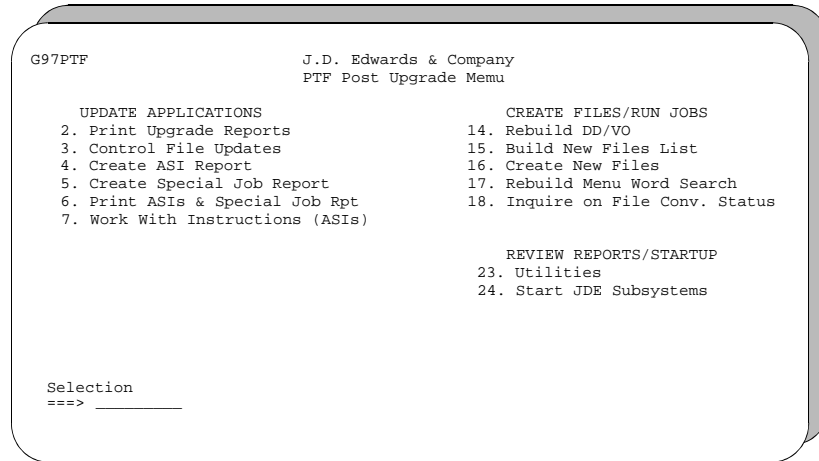 G97PTF J.D. Edwards & Company
PTF Post Upgrade Menu
UPDATE APPLICATIONS CREATE FILES/RUN JOBS
2. Print Upgrade Reports 14. Rebuild DD/VO
3. Control File Updates 15. Build New Files List
4. Create ASI Report 16. Create New Files
5. Create Special Job Report 17. Rebuild Menu Word Search
6. Print ASIs & Special Job Rpt 18. Inquire on File Conv. Status
7. Work With Instructions (ASIs)
REVIEW REPORTS/STARTUP
23. Utilities
24. Start JDE Subsystems
Selection
===> _________